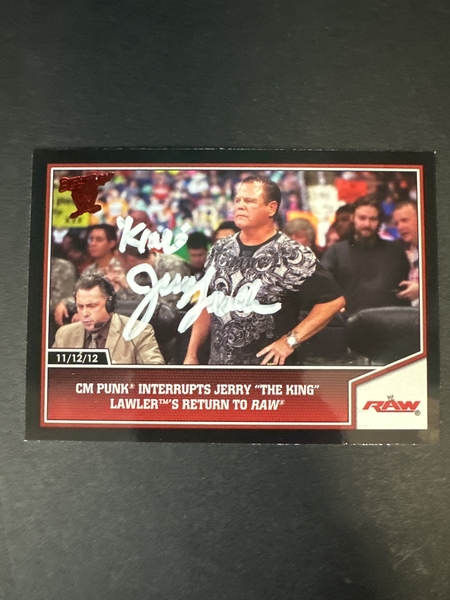 "King"
Jerry Lawler
11/12/12
CM PUNK® INTERRUPTS JERRY "THE KING"
LAWLER™'S RETURN TO RAW®
RAW®